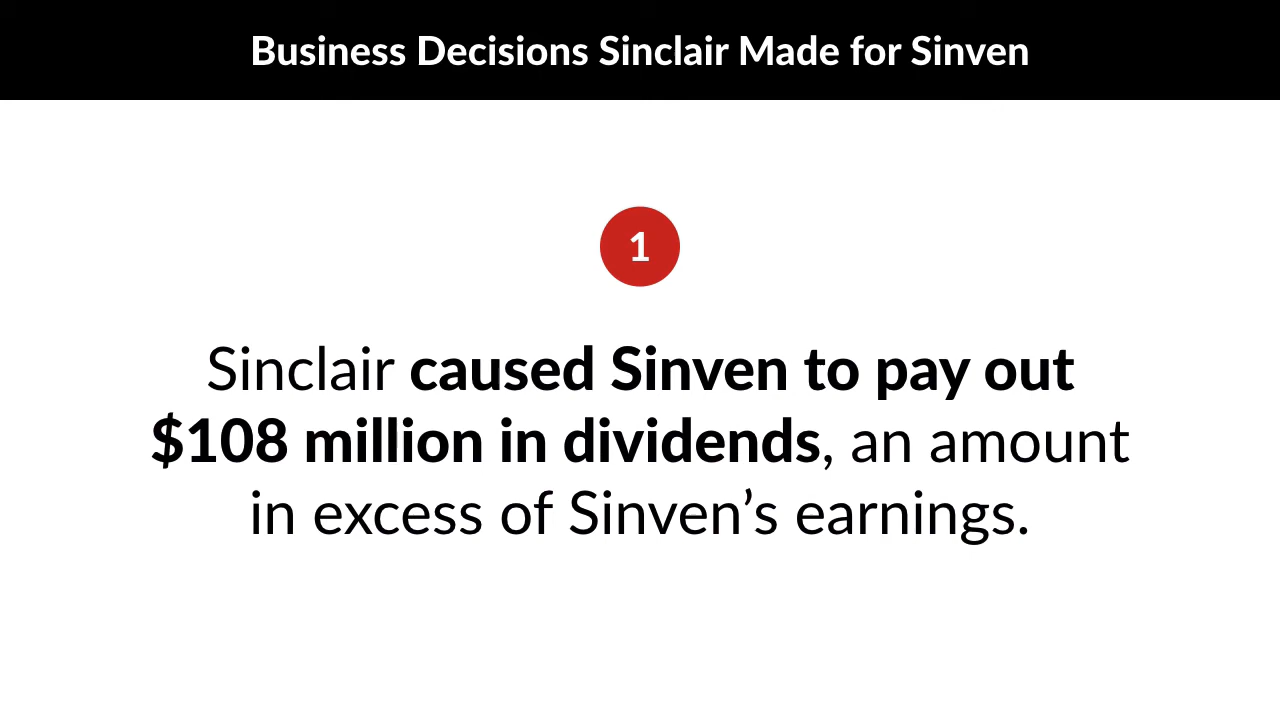 Business Decisions Sinclair Made for Sinven
1
Sinclair caused Sinven to pay out
$108 million in dividends, an amount
in excess of Sinven’s earnings.